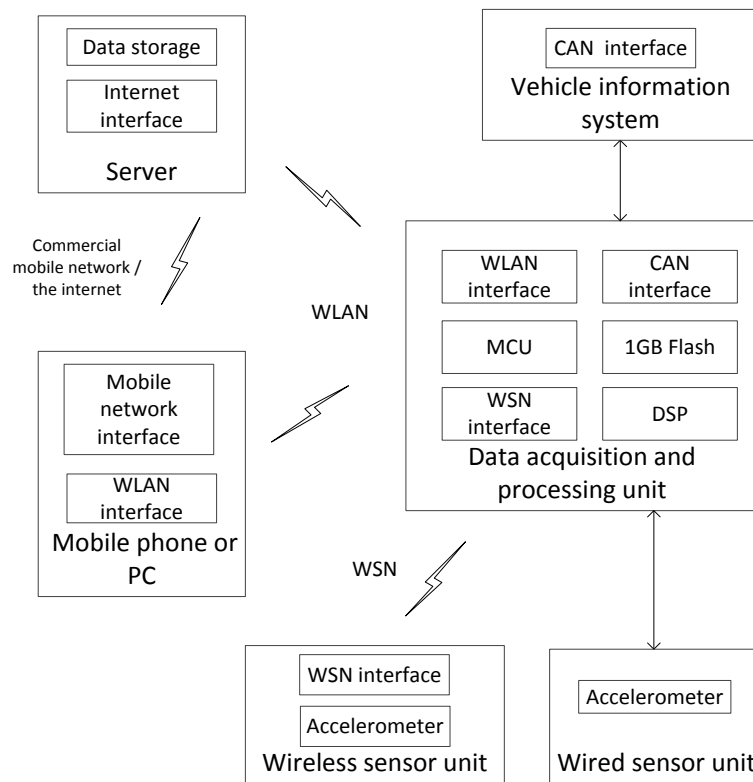 Data storage
Internet
interface
Server
CAN interface
Vehicle information
system
Commercial
mobile network /
the internet
WLAN
WLAN
interface
CAN
interface
MCU
1GB Flash
WSN
interface
DSP
Data acquisition and
processing unit
Mobile
network
interface
WLAN
interface
Mobile phone or
PC
WSN
WSN interface
Accelerometer
Wireless sensor unit
Accelerometer
Wired sensor unit